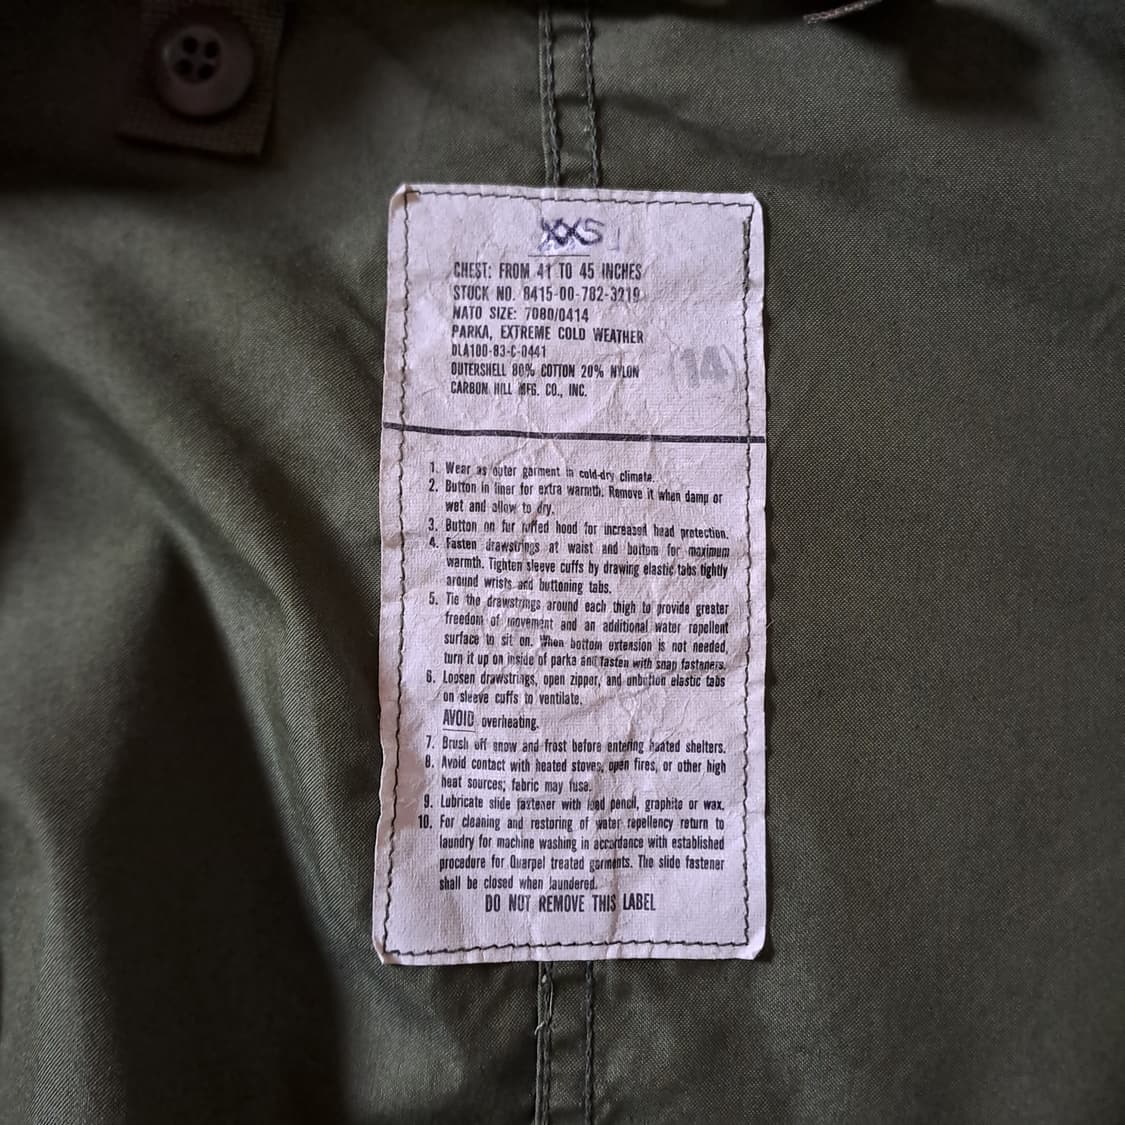 XXS
CHEST: FROM 41 TO 45 INCHES
STOCK NO. 8415-00-782-3219
NATO SIZE: 7080/0414
PARKA, EXTREME COLD WEATHER
DLA100-83-C-0441
(14)
OUTERSHELL 80% COTTON 20% NYLON
CARBON HILL MFG. CO., INC.
1. Wear as outer garment in cold-dry climate.
2. Button in liner for extra warmth. Remove it when damp or
wet and allow to dry.
3. Button on fur ruffed hood for increased head protection.
4. Fasten drawstrings at waist and bottom for maximum
warmth. Tighten sleeve cuffs by drawing elastic tabs tightly
around wrists and buttoning tabs.
5. Tie the drawstrings around each thigh to provide greater
freedom of movement and an additional water repellent
surface to sit on. When bottom extension is not needed,
turn it up on inside of parka and fasten with snap fasteners.
6. Loosen drawstrings, open zipper, and unbutton elastic tabs
on sleeve cuffs to ventilate.
AVOID overheating.
7. Brush off snow and frost before entering heated shelters.
8. Avoid contact with heated stoves, open fires, or other high
heat sources; fabric may fuse.
9. Lubricate slide fastener with lead pencil, graphite or wax.
10. For cleaning and restoring of water repellency return to
laundry for machine washing in accordance with established
procedure for Quarpel treated garments. The slide fastener
shall be closed when laundered.
DO NOT REMOVE THIS LABEL